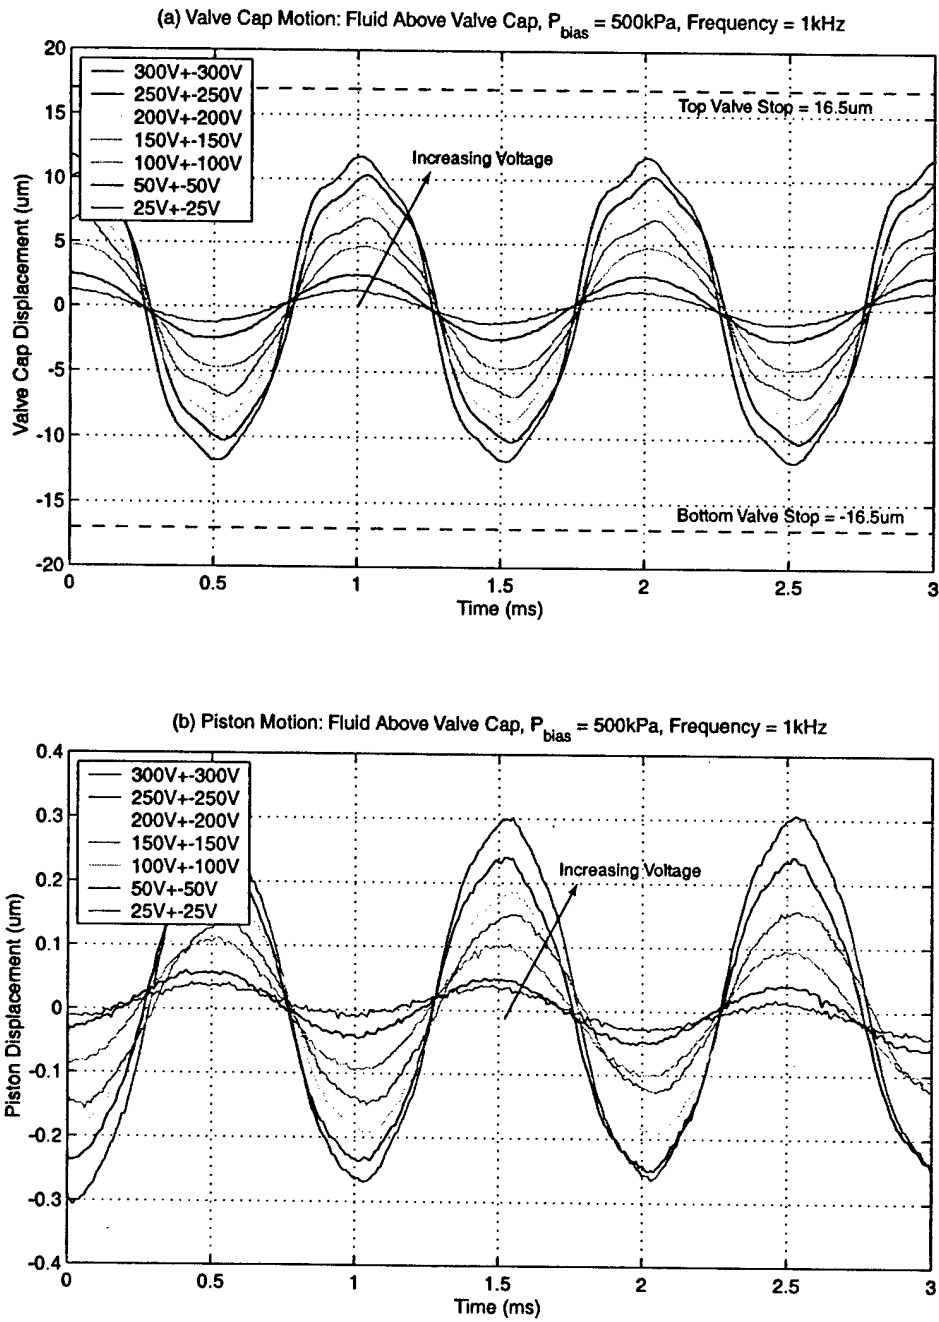 (a) Valve Cap Motion: Fluid Above Valve Cap, Pbias = 500kPa, Frequency = 1kHz
20
15
10
5
0
-5
-10
-15
-20
Valve Cap Displacement (um)
300V+-300V
250V+-250V
200V+-200V
150V+-150V
100V+-100V
50V+-50V
25V+-25V
Top Valve Stop = 16.5um
Increasing Voltage
Bottom Valve Stop = -16.5um
0 0.5 1 1.5 2 2.5 3
Time (ms)
(b) Piston Motion: Fluid Above Valve Cap, Pbias = 500kPa, Frequency = 1kHz
0.4
0.3
0.2
0.1
0
-0.1
-0.2
-0.3
-0.4
Piston Displacement (um)
300V+-300V
250V+-250V
200V+-200V
150V+-150V
100V+-100V
50V+-50V
25V+-25V
Increasing Voltage
0 0.5 1 1.5 2 2.5 3
Time (ms)